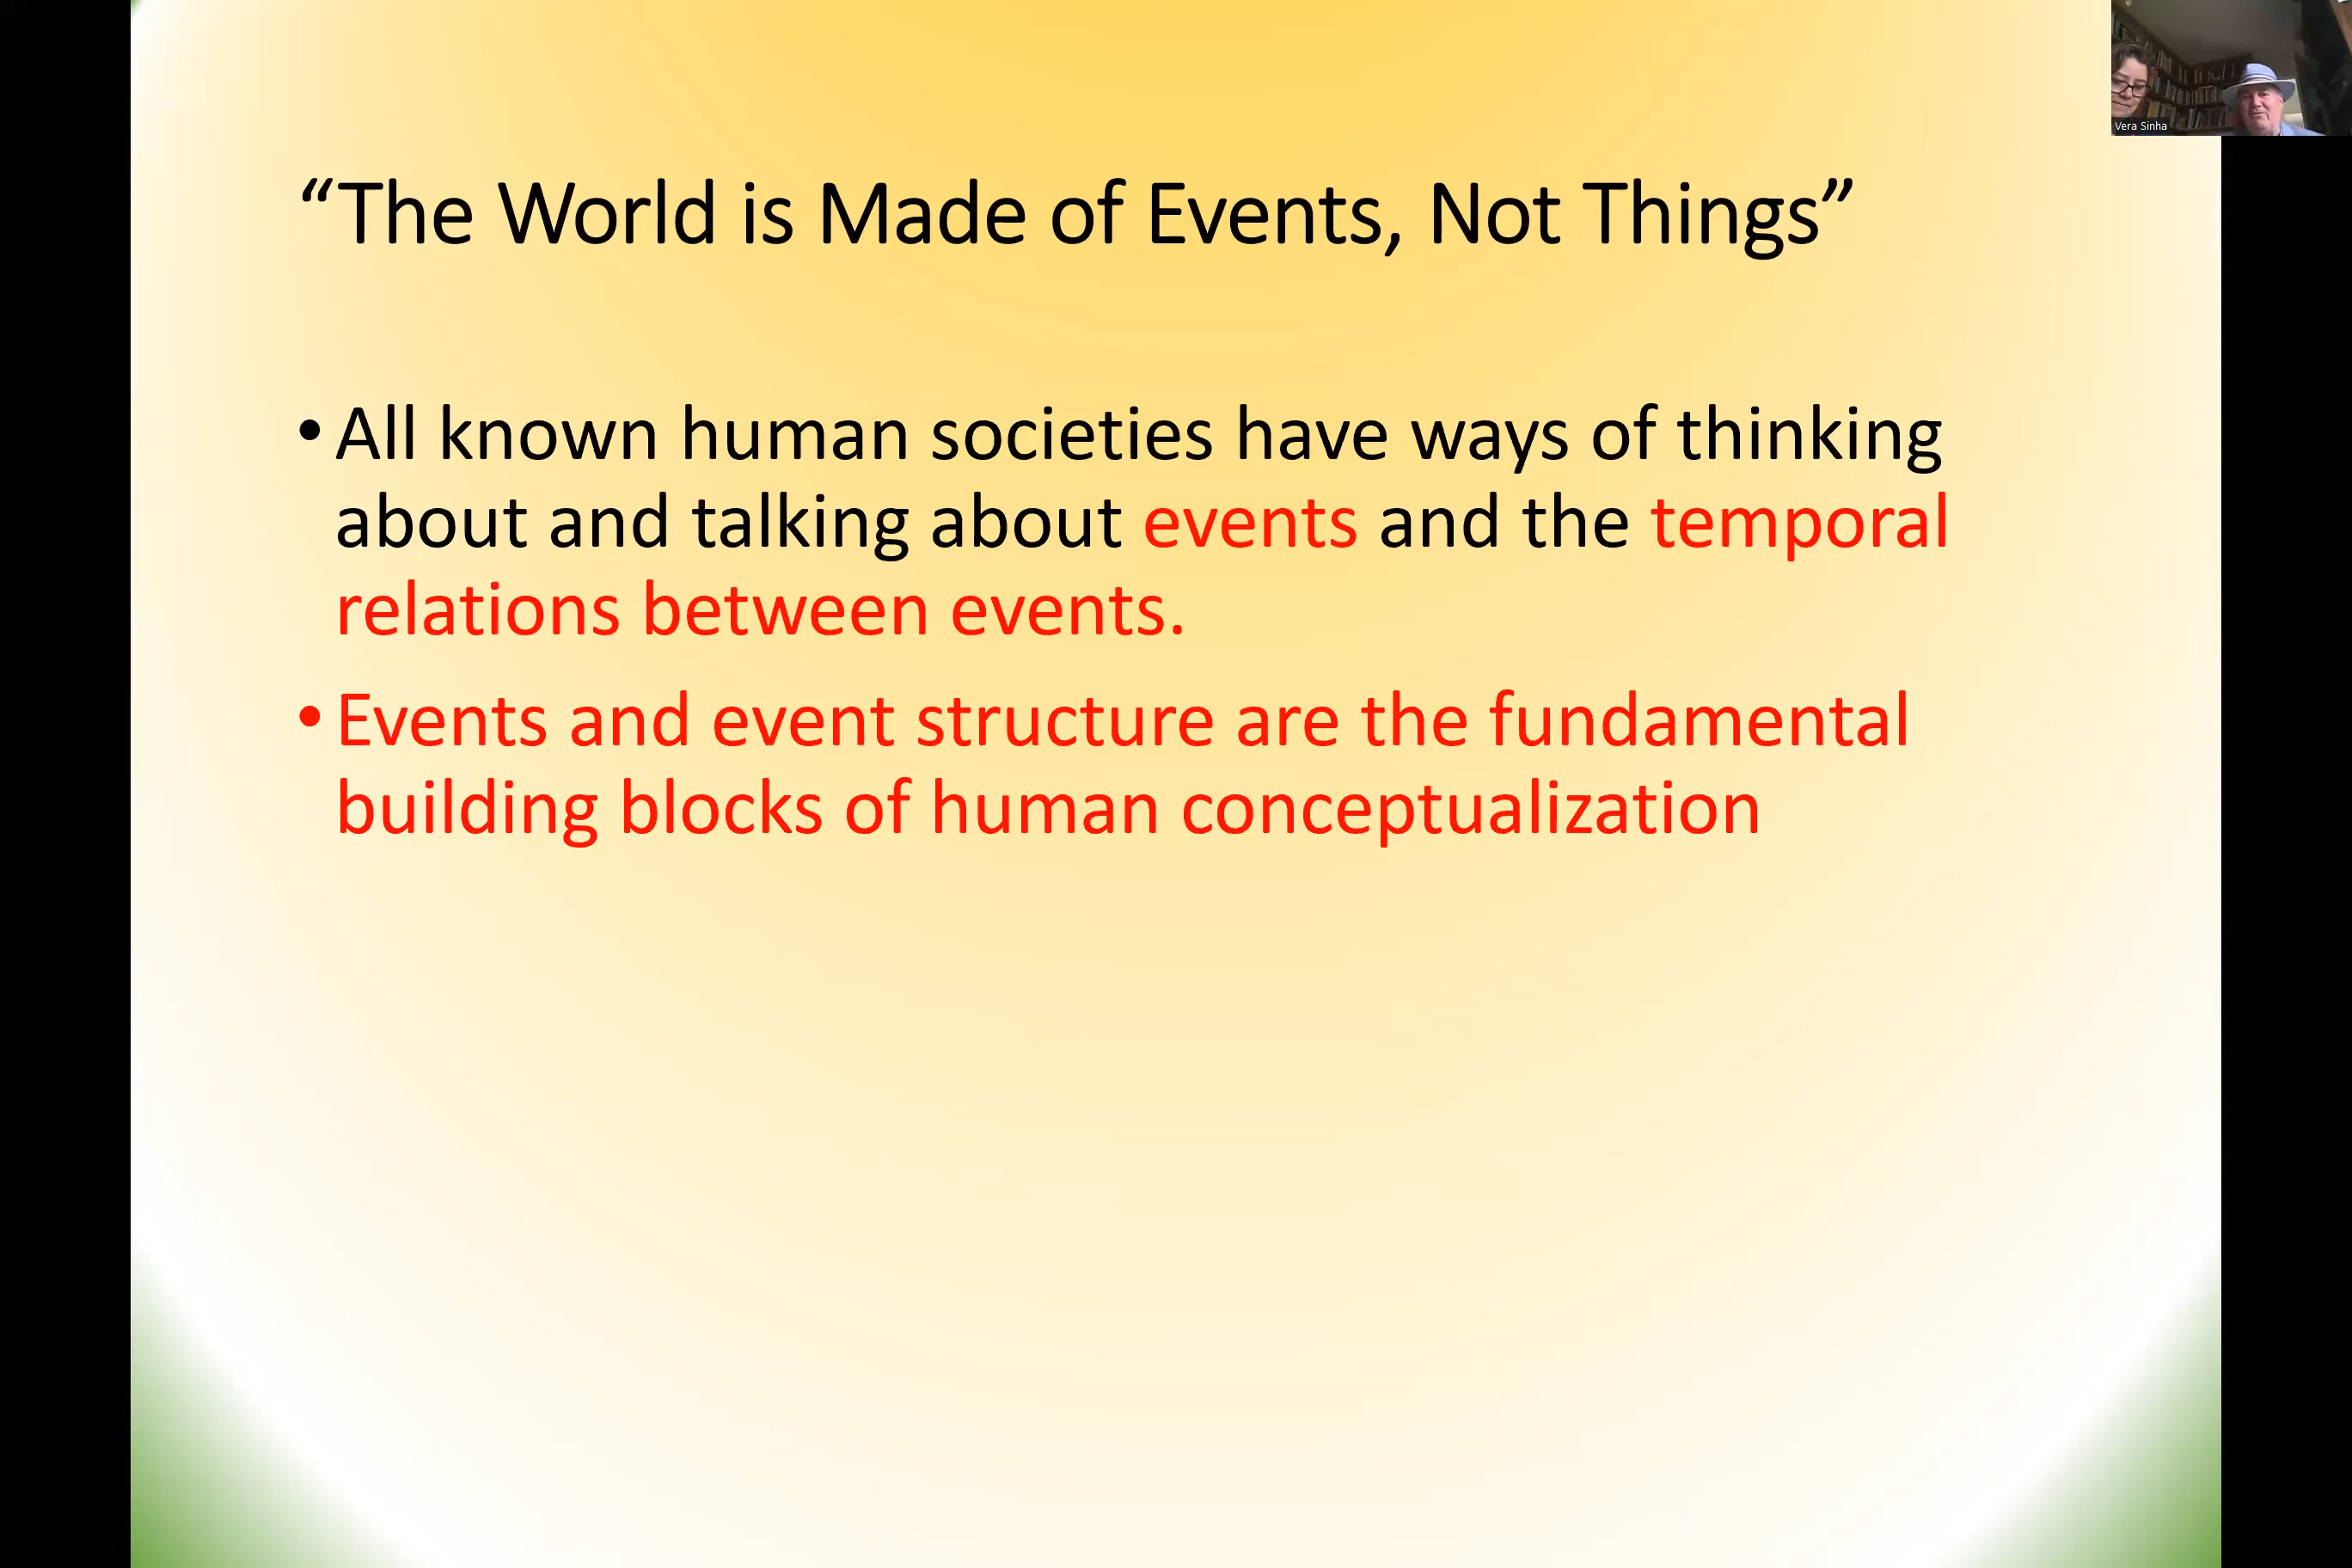 Vera Sinha
“The World is Made of Events, Not Things”
•All known human societies have ways of thinking
about and talking about events and the temporal
relations between events.
•Events and event structure are the fundamental
building blocks of human conceptualization